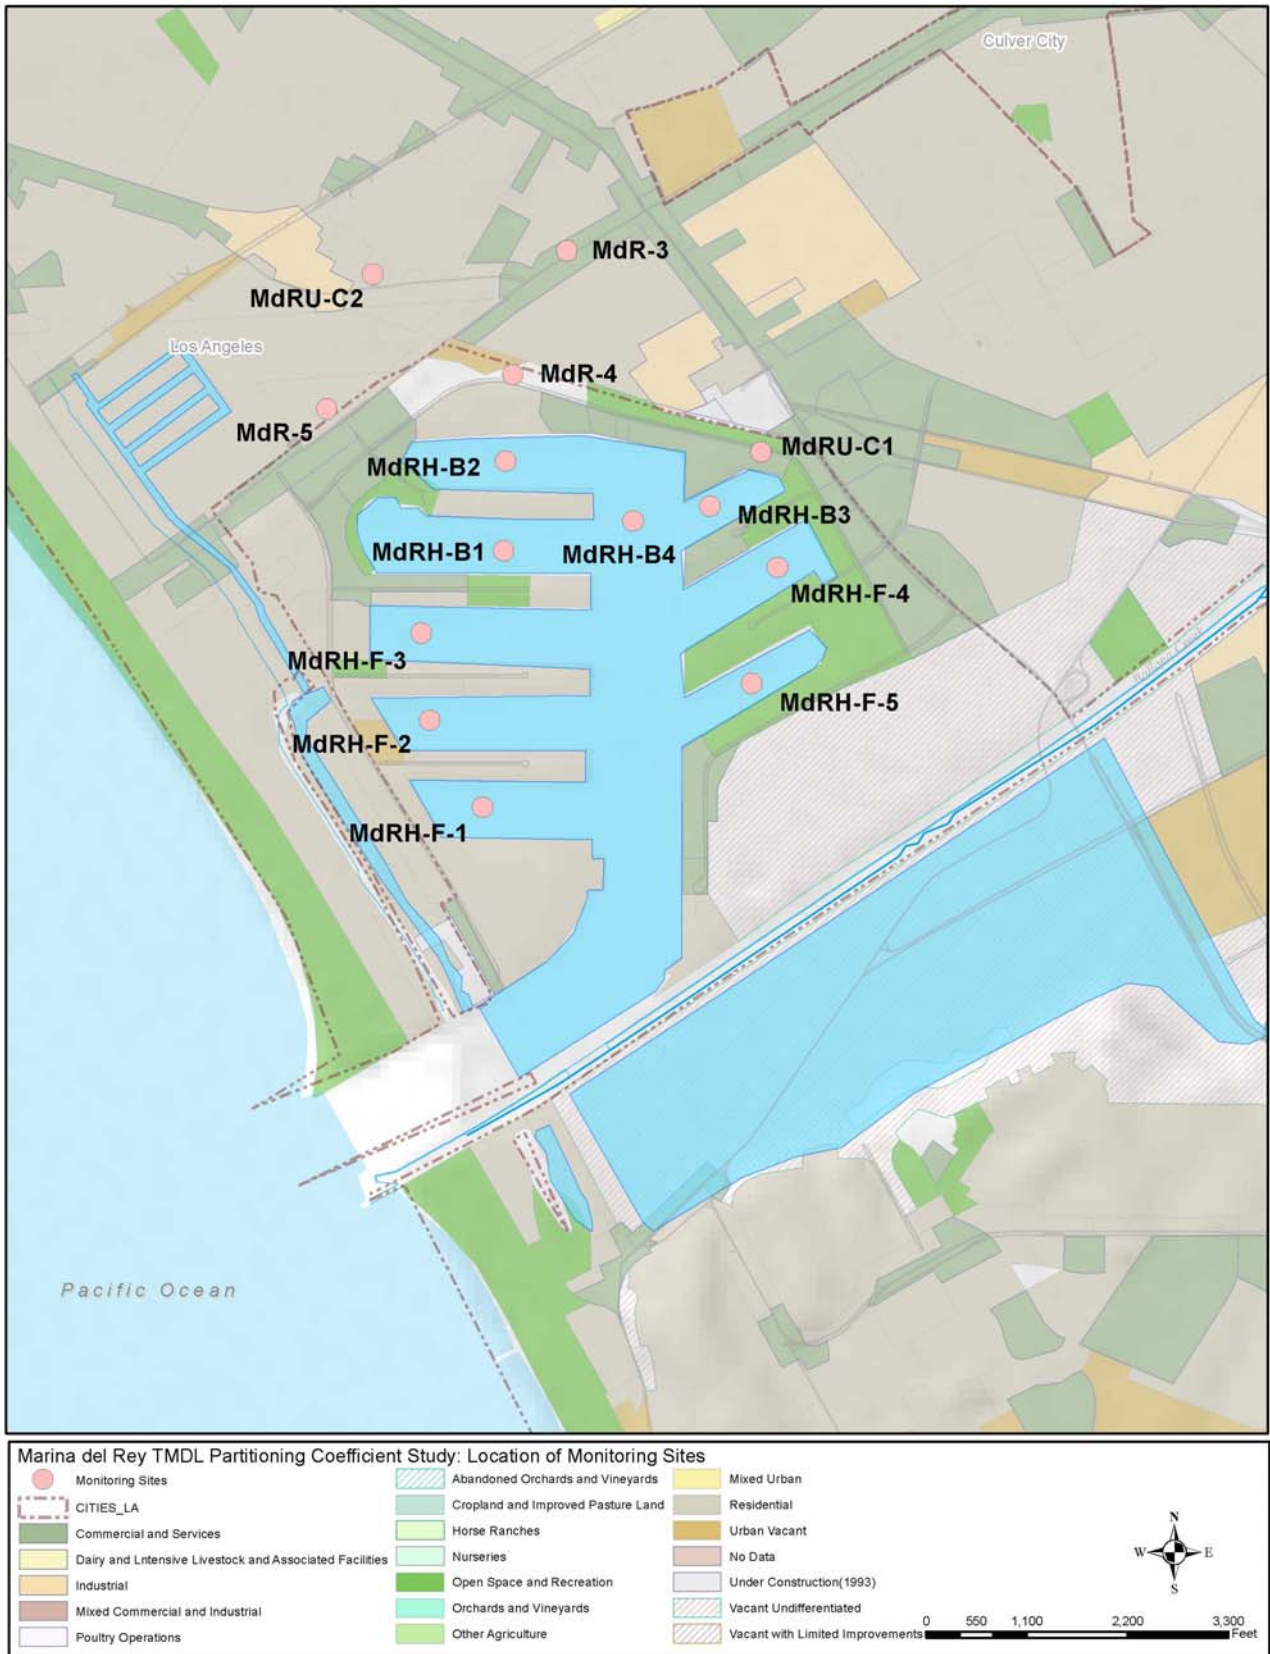 Culver City
MdR-3
MdRU-C2
Los Angeles
MdR-4
MdR-5
MdRU-C1
MdRH-B2
MdRH-B3
MdRH-B1
MdRH-B4
MdRH-F-4
MdRH-F-3
MdRH-F-5
MdRH-F-2
MdRH-F-1
Pacific Ocean
Marina del Rey TMDL Partitioning Coefficient Study: Location of Monitoring Sites
Monitoring Sites
CITIES_LA
Commercial and Services
Dairy and Lntensive Livestock and Associated Facilities
Industrial
Mixed Commercial and Industrial
Poultry Operations
Abandoned Orchards and Vineyards
Cropland and Improved Pasture Land
Horse Ranches
Nurseries
Open Space and Recreation
Orchards and Vineyards
Other Agriculture
Mixed Urban
Residential
Urban Vacant
No Data
Under Construction(1993)
Vacant Undifferentiated
Vacant with Limited Improvements
N
W E
S
0 550 1,100 2,200 3,300
Feet